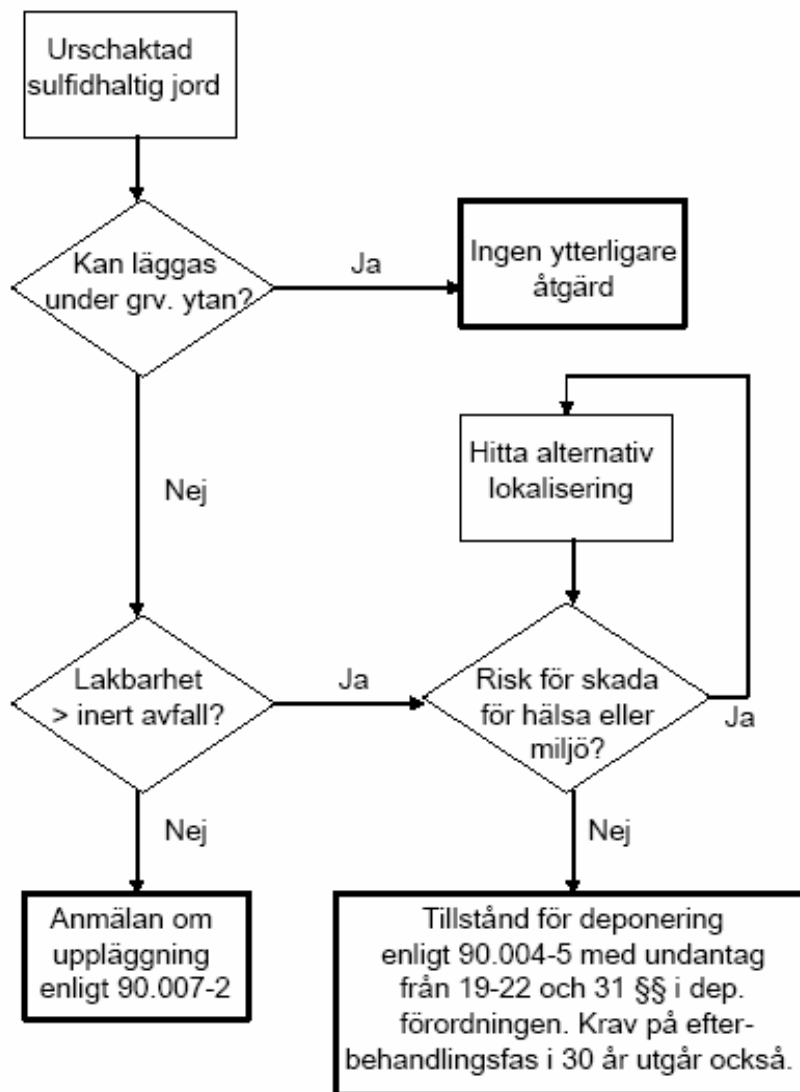 Urschaktad
sulfidhaltig jord
Kan läggas
under grv. ytan?
Ja
Ingen ytterligare
åtgärd
Nej
Hitta alternativ
lokalisering
Lakbarhet
> inert avfall?
Ja
Risk för skada
för hälsa eller
miljö?
Ja
Nej
Nej
Anmälan om
uppläggning
enligt 90.007-2
Tillstånd för deponering
enligt 90.004-5 med undantag
från 19-22 och 31 §§ i dep.
förordningen. Krav på efter-
behandlingsfas i 30 år utgår också.